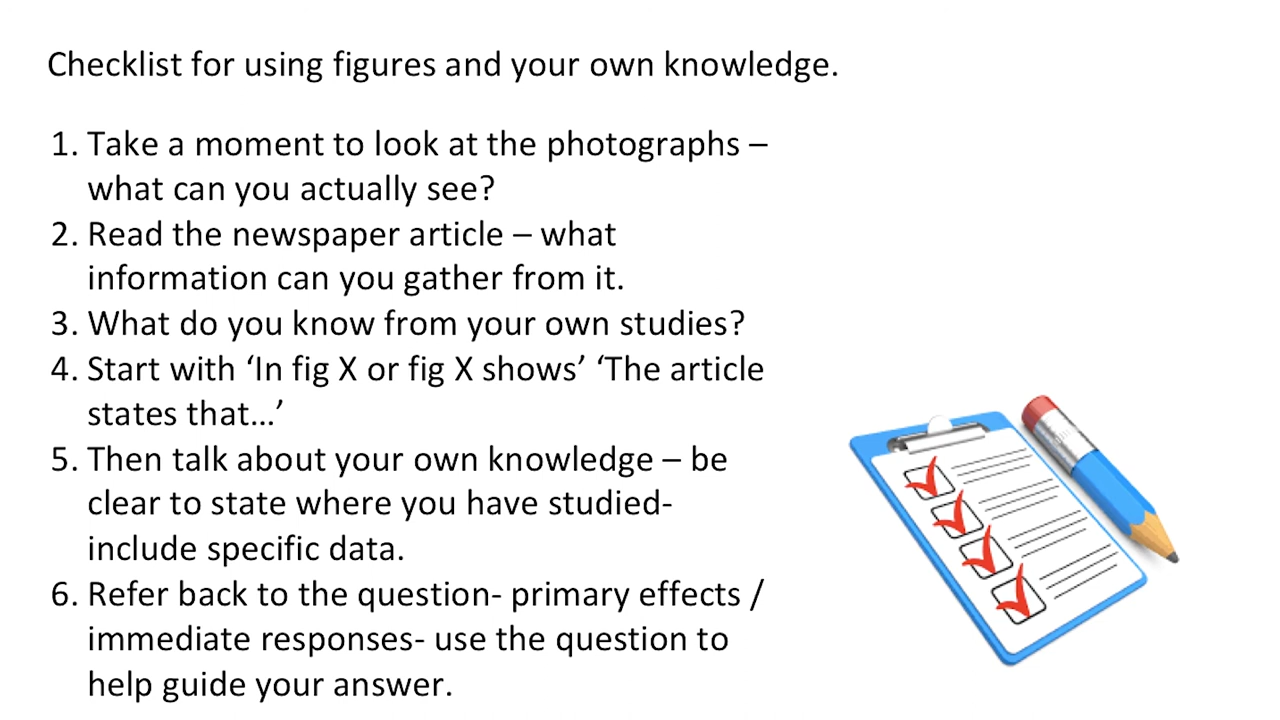 Checklist for using figures and your own knowledge.
1. Take a moment to look at the photographs –
what can you actually see?
2. Read the newspaper article – what
information can you gather from it.
3. What do you know from your own studies?
4. Start with ‘In fig X or fig X shows’ ‘The article
states that…’
5. Then talk about your own knowledge – be
clear to state where you have studied-
include specific data.
6. Refer back to the question- primary effects /
immediate responses- use the question to
help guide your answer.